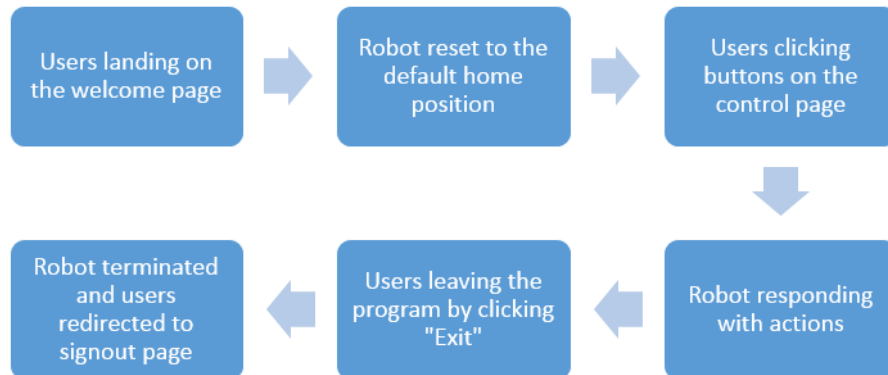 Users landing on
the welcome page
Robot reset to the
default home
position
Users clicking
buttons on the
control page
Robot responding
with actions
Users leaving the
program by clicking
"Exit"
Robot terminated
and users
redirected to
signout page